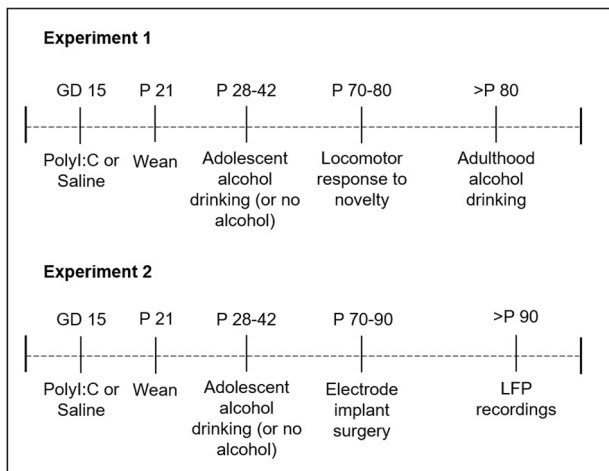 Experiment 1
GD 15 P 21 P 28-42 P 70-80 >P 80
PolyI:C or Wean Adolescent Locomotor Adulthood
Saline alcohol response to alcohol
drinking (or no novelty drinking
alcohol)
Experiment 2
GD 15 P 21 P 28-42 P 70-90 >P 90
PolyI:C or Wean Adolescent Electrode LFP
Saline alcohol implant recordings
drinking (or no surgery
alcohol)